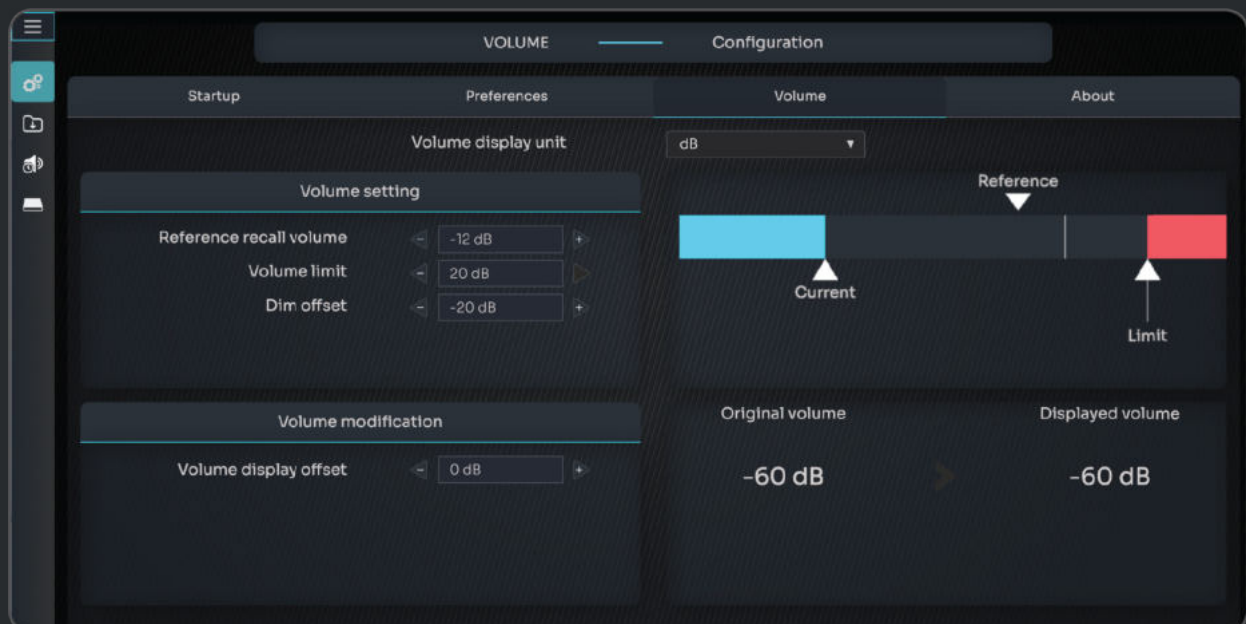 VOLUME Configuration
Startup Preferences Volume About
Volume display unit dB
Volume setting
Reference recall volume - -12 dB +
Volume limit - 20 dB
Dim offset - -20 dB +
Reference
Current
Limit
Volume modification
Volume display offset - 0 dB +
Original volume Displayed volume
-60 dB > -60 dB